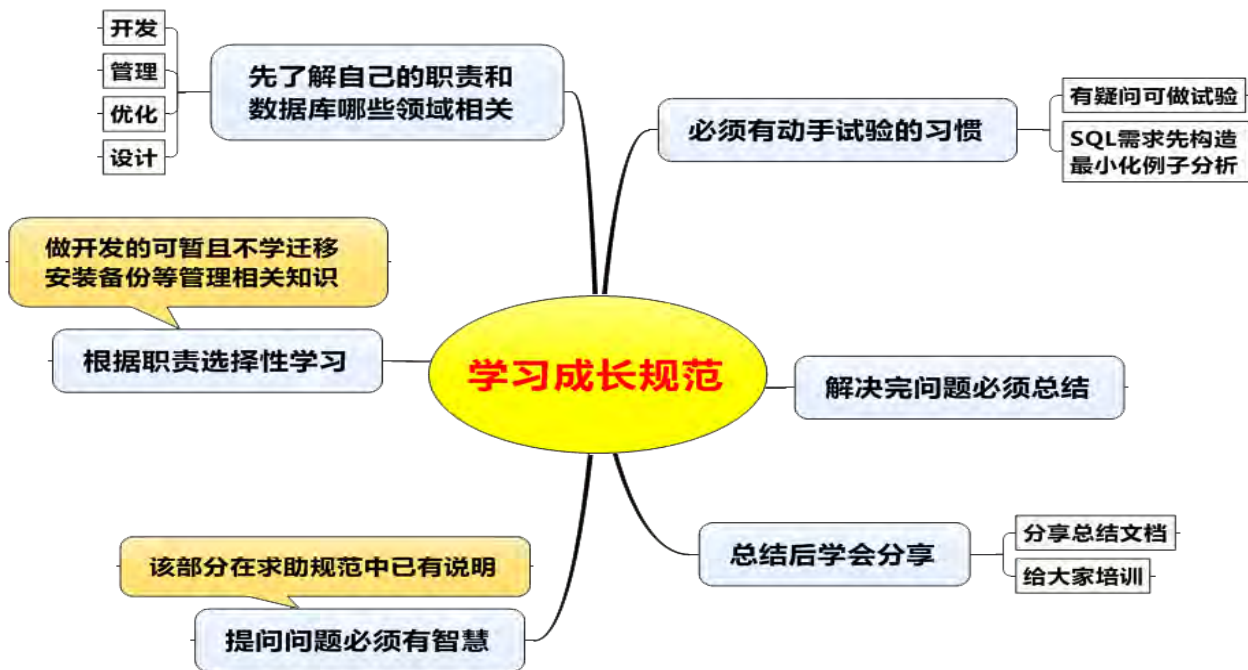 开发
管理
优化
设计
先了解自己的职责和
数据库哪些领域相关
必须有动手试验的习惯
有疑问可做试验
SQL需求先构造
最小化例子分析
做开发的可暂且不学迁移
安装备份等管理相关知识
根据职责选择性学习
学习成长规范
解决完问题必须总结
总结后学会分享
分享总结文档
给大家培训
该部分在求助规范中已有说明
提问问题必须有智慧